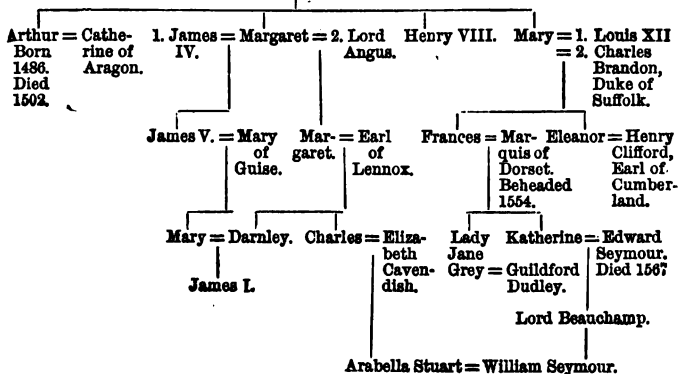 Arthur = Cathe- 1. James = Margaret = 2. Lord Henry VIII. Mary = 1. Louis XII
Born rine of IV. Angus. = 2. Charles
1486. Aragon. Brandon,
Died Duke of
1502. Suffolk.
James V. = Mary Mar- = Earl Frances = Mar- Eleanor = Henry
of garet. of quis of Clifford,
Guise. Lennox. Dorset. Earl of
Beheaded Cumber-
1554. land.
Mary = Darnley. Charles = Eliza- Lady Katherine = Edward
beth Jane Seymour.
Caven- Grey = Guildford Died 1567
James I. dish. Dudley.
Lord Beauchamp.
Arabella Stuart = William Seymour.